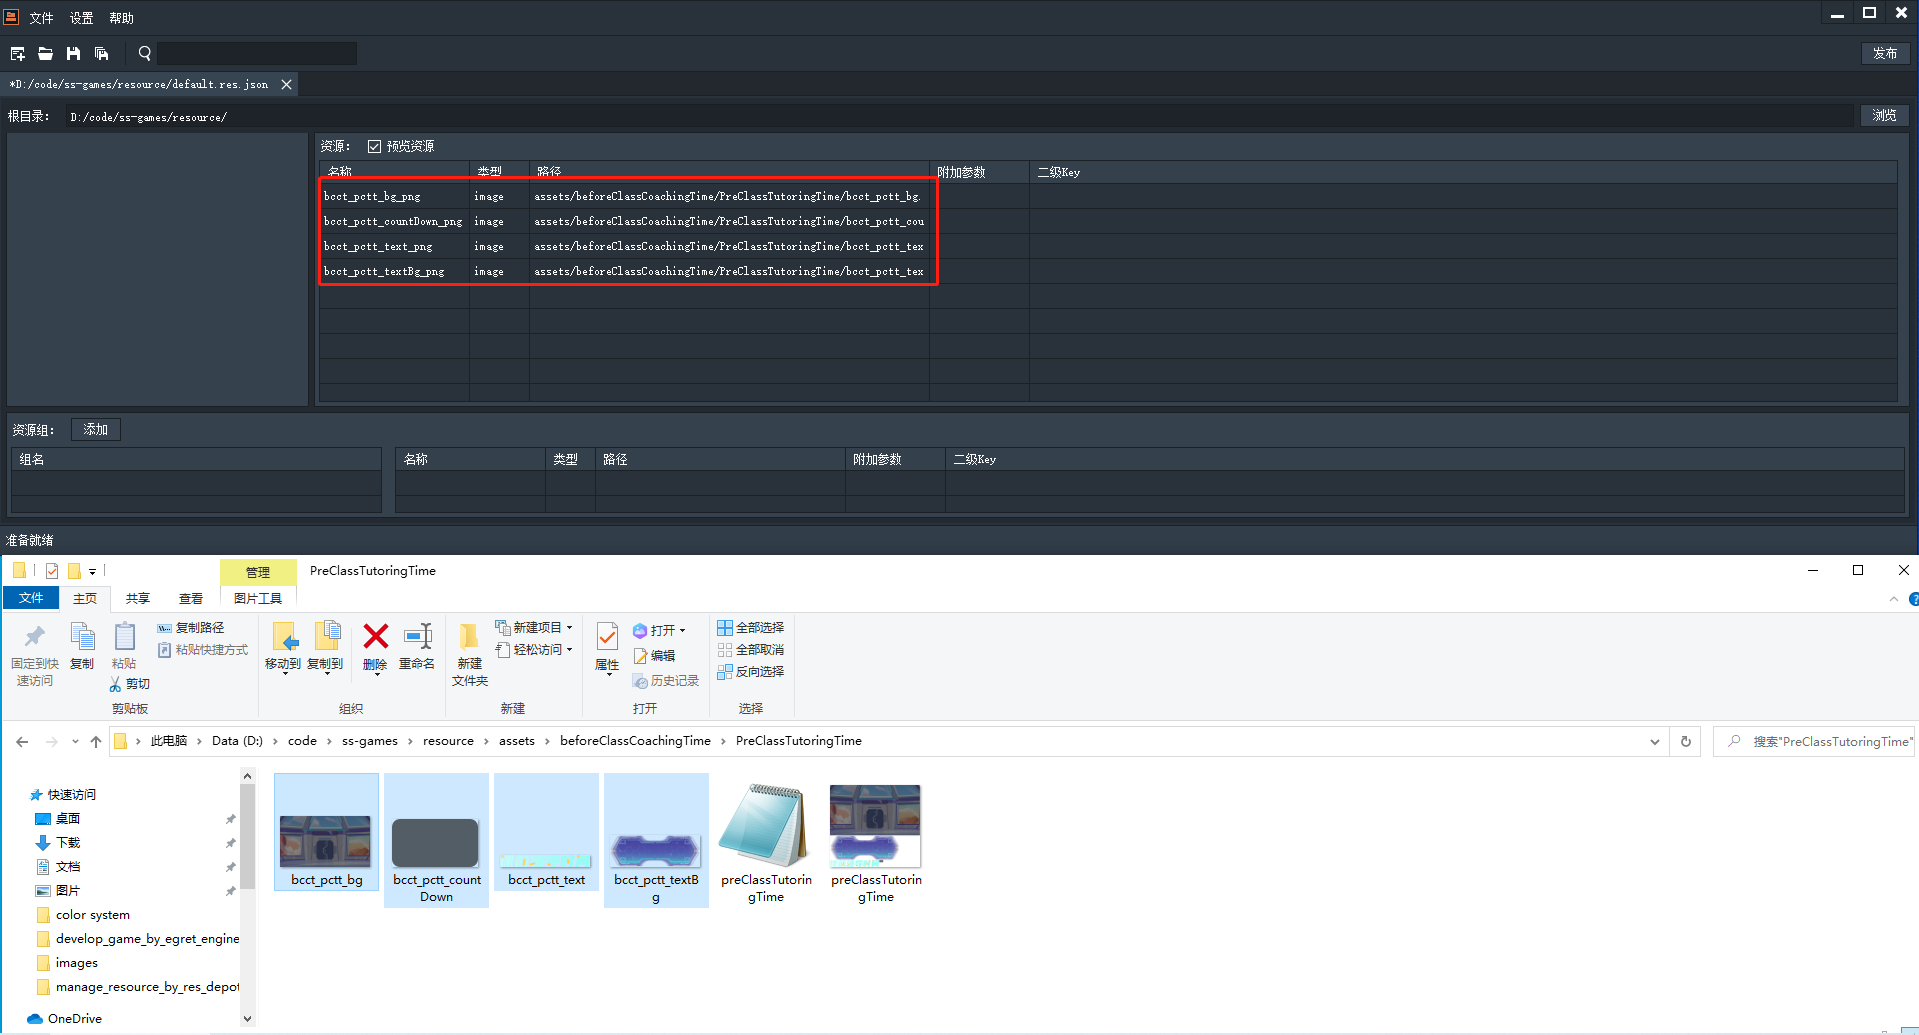 文件 设置 帮助
发布
*D:/code/ss-games/resource/default.res.json
根目录: D:/code/ss-games/resource/ 浏览
资源: 预览资源
名称 类型 路径 附加参数 二级Key
bcct_pctt_bg_png image assets/beforeClassCoachingTime/PreClassTutoringTime/bcct_pctt_bg.
bcct_pctt_countDown_png image assets/beforeClassCoachingTime/PreClassTutoringTime/bcct_pctt_cou
bcct_pctt_text_png image assets/beforeClassCoachingTime/PreClassTutoringTime/bcct_pctt_tex
bcct_pctt_textBg_png image assets/beforeClassCoachingTime/PreClassTutoringTime/bcct_pctt_tex
资源组: 添加
组名 名称 类型 路径 附加参数 二级Key
准备就绪
管理 PreClassTutoringTime
文件 主页 共享 查看 图片工具
固定到快
速访问
复制
粘贴
复制路径
粘贴快捷方式
剪切
剪贴板
移动到
复制到
删除
重命名
组织
新建
文件夹
新建项目
轻松访问
新建
属性
打开
编辑
历史记录
打开
全部选择
全部取消
反向选择
选择
此电脑 Data (D:) code ss-games resource assets beforeClassCoachingTime PreClassTutoringTime
搜索"PreClassTutoringTime"
快速访问
桌面
下载
文档
图片
color system
develop_game_by_egret_engine
images
manage_resource_by_res_depot
OneDrive
bcct_pctt_bg
bcct_pctt_count
Down
bcct_pctt_text
bcct_pctt_textB
g
preClassTutorin
gTime
preClassTutorin
gTime